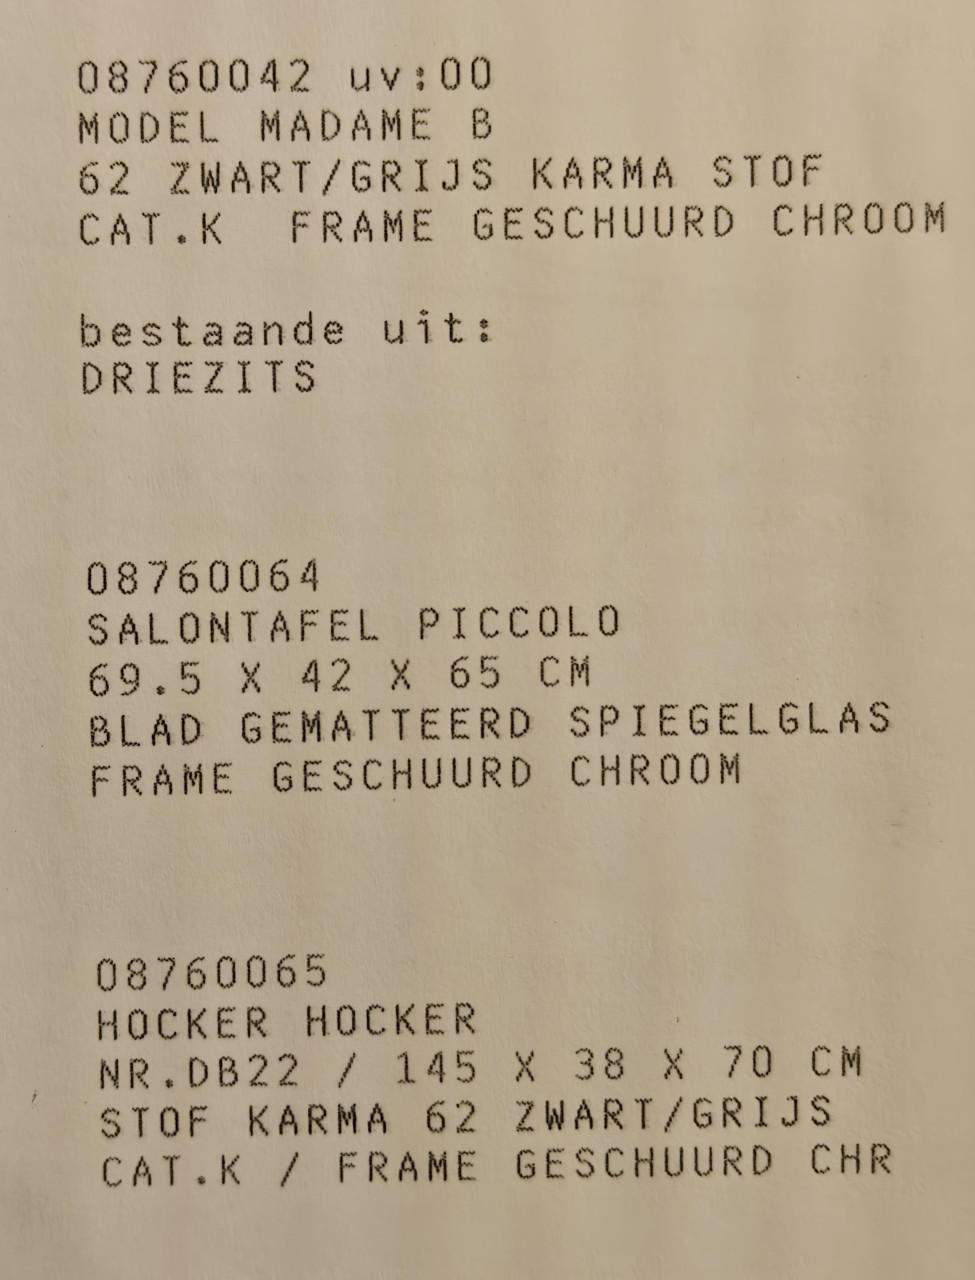 08760042 uv:00
MODEL MADAME B
62 ZWART/GRIJS KARMA STOF
CAT.K FRAME GESCHUURD CHROOM
bestaande uit:
DRIEZITS
08760064
SALONTAFEL PICCOLO
69.5 X 42 X 65 CM
BLAD GEMATTEERD SPIEGELGLAS
FRAME GESCHUURD CHROOM
08760065
HOCKER HOCKER
NR.DB22 / 145 X 38 X 70 CM
STOF KARMA 62 ZWART/GRIJS
CAT.K / FRAME GESCHUURD CHR